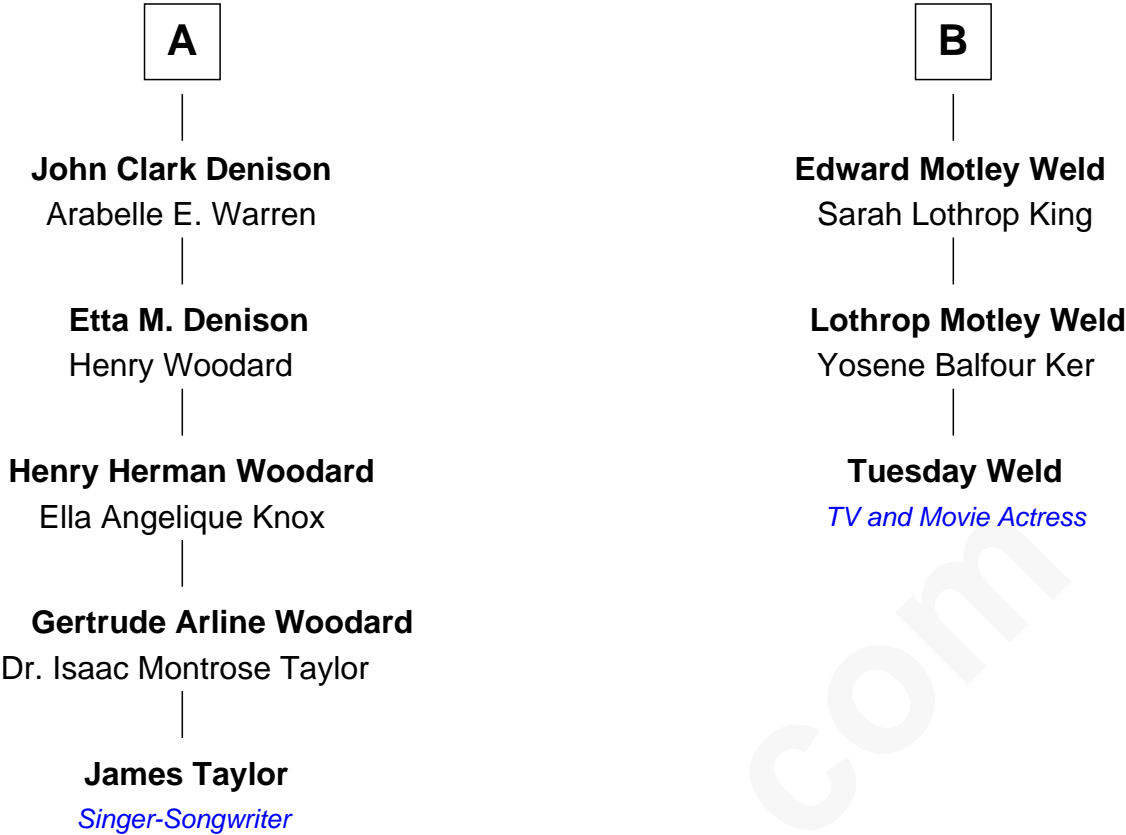 A
John Clark Denison
Arabelle E. Warren
Etta M. Denison
Henry Woodard
Henry Herman Woodard
Ella Angelique Knox
Gertrude Arline Woodard
Dr. Isaac Montrose Taylor
James Taylor
Singer-Songwriter
B
Edward Motley Weld
Sarah Lothrop King
Lothrop Motley Weld
Yosene Balfour Ker
Tuesday Weld
TV and Movie Actress
com